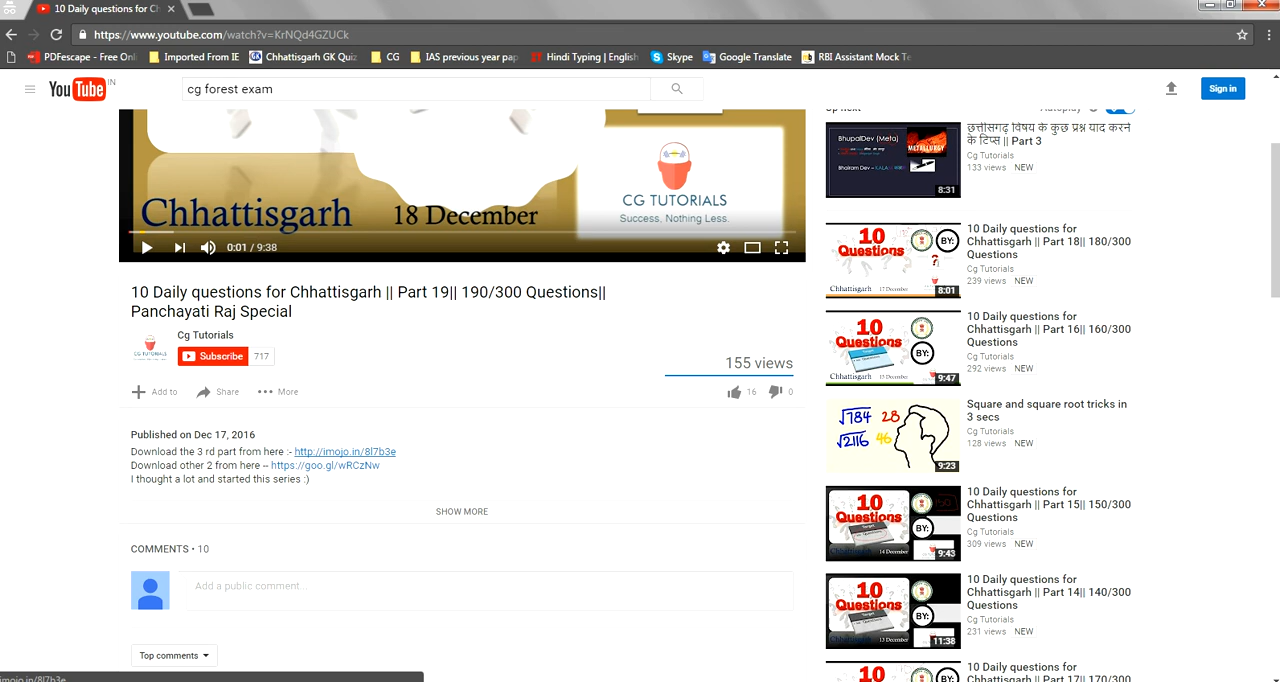 10 Daily questions for Ch
https://www.youtube.com/watch?v=KrNQd4GZUCk
PDFescape - Free Onli
Imported From IE
Chhattisgarh GK Quiz
CG
IAS previous year pap
Hindi Typing | English
Skype
Google Translate
RBI Assistant Mock Te
YouTube IN
cg forest exam
Sign in
Chhattisgarh
18 December
CG TUTORIALS
Success, Nothing Less.
0:01 / 9:38
10 Daily questions for Chhattisgarh || Part 19|| 190/300 Questions||
Panchayati Raj Special
CG TUTORIALS
Cg Tutorials
Subscribe 717
155 views
Add to
Share
More
16
0
Published on Dec 17, 2016
Download the 3 rd part from here :- http://imojo.in/8l7b3e
Download other 2 from here -- https://goo.gl/wRCzNw
I thought a lot and started this series :)
SHOW MORE
COMMENTS • 10
Add a public comment...
Top comments
imojo.in/8l7b3e
Up next
Autoplay
BhupalDev (Meta)
METALLURGY
Bhairam Dev –
8:31
छत्तीसगढ़ विषय के कुछ प्रश्न याद करने
के टिप्स || Part 3
Cg Tutorials
133 views NEW
10
Questions
BY:
Chhattisgarh
17 December
8:01
10 Daily questions for
Chhattisgarh || Part 18|| 180/300
Questions
Cg Tutorials
239 views NEW
10
Questions
BY:
Chhattisgarh
15 December
9:47
10 Daily questions for
Chhattisgarh || Part 16|| 160/300
Questions
Cg Tutorials
292 views NEW
√784 28
√2116 46
9:23
Square and square root tricks in
3 secs
Cg Tutorials
128 views NEW
10
Questions
BY:
Chhattisgarh
14 December
9:43
10 Daily questions for
Chhattisgarh || Part 15|| 150/300
Questions
Cg Tutorials
309 views NEW
10
Questions
BY:
Chhattisgarh
13 December
11:38
10 Daily questions for
Chhattisgarh || Part 14|| 140/300
Questions
Cg Tutorials
231 views NEW
10
10 Daily questions for
Chhattisgarh || Part 17|| 170/300